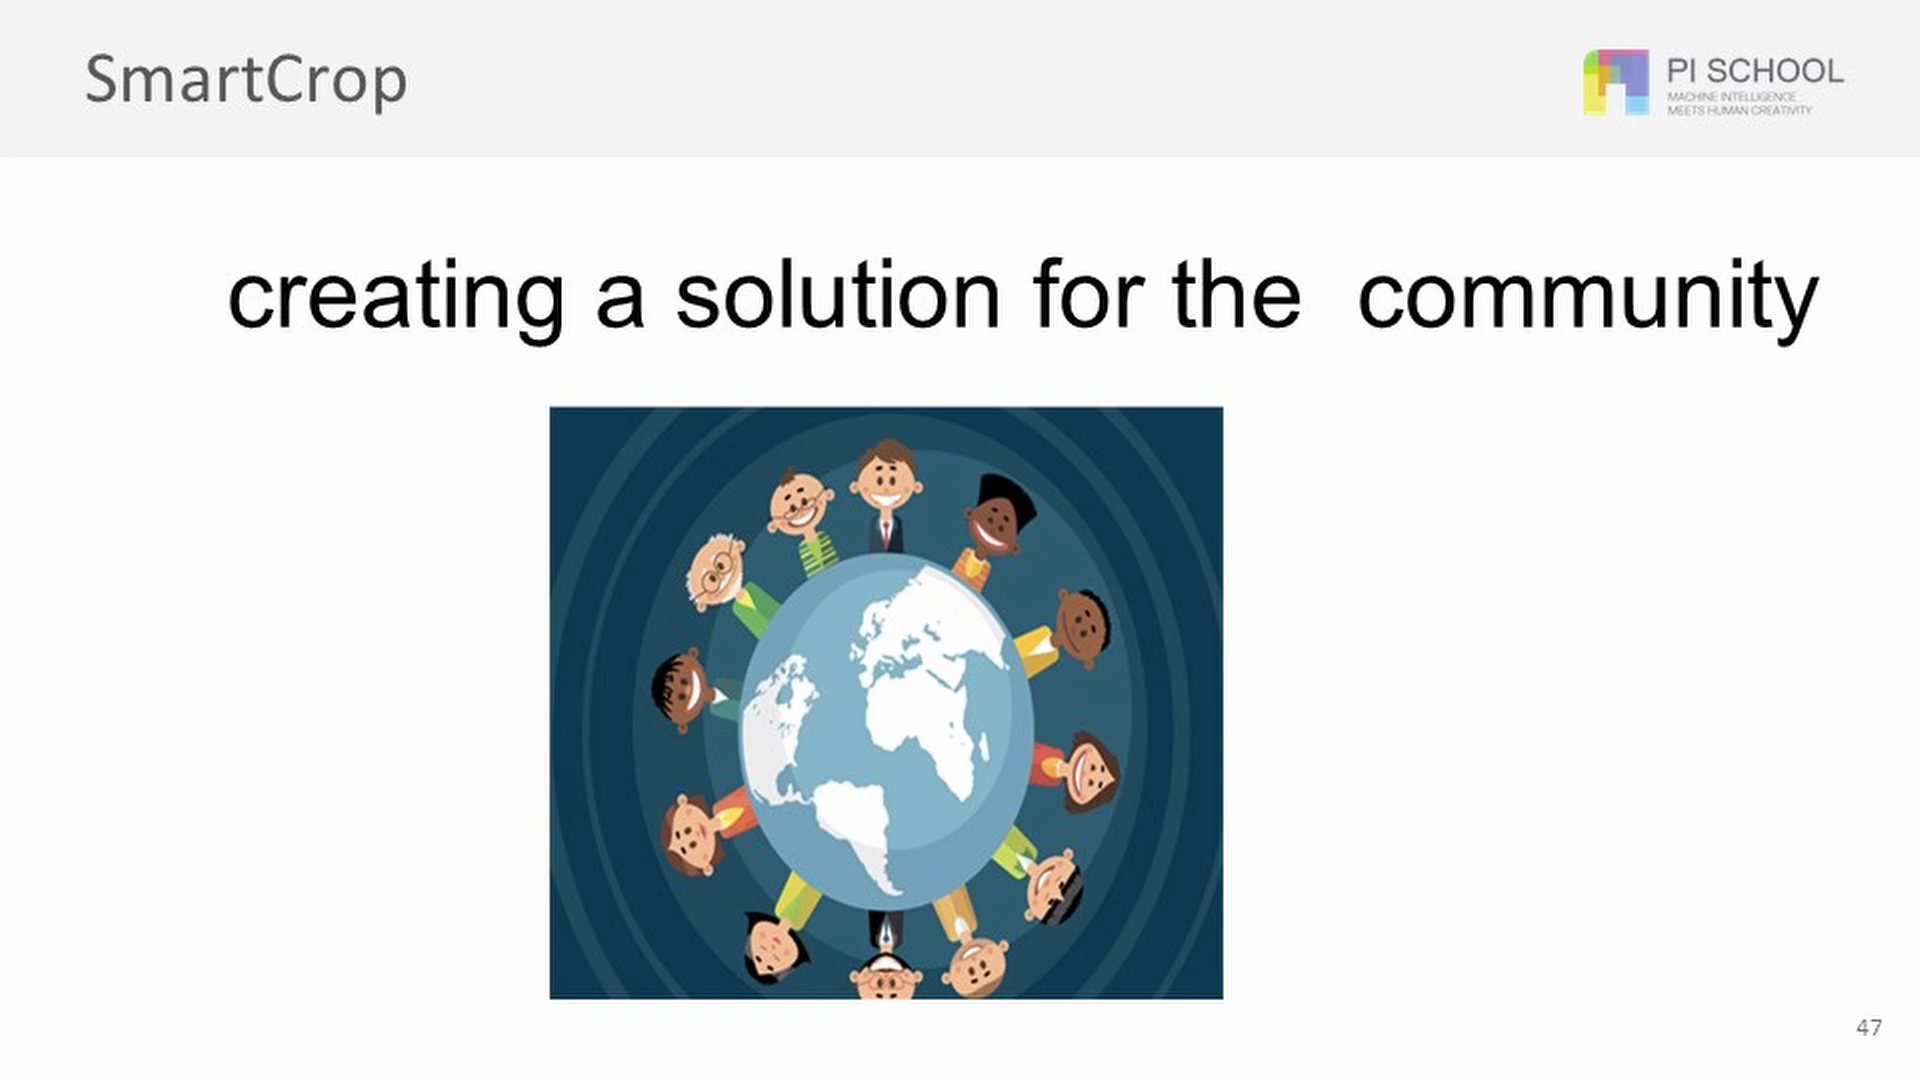 SmartCrop
PI SCHOOL
MACHINE INTELLIGENCE
MEETS HUMAN CREATIVITY
creating a solution for the  community
47